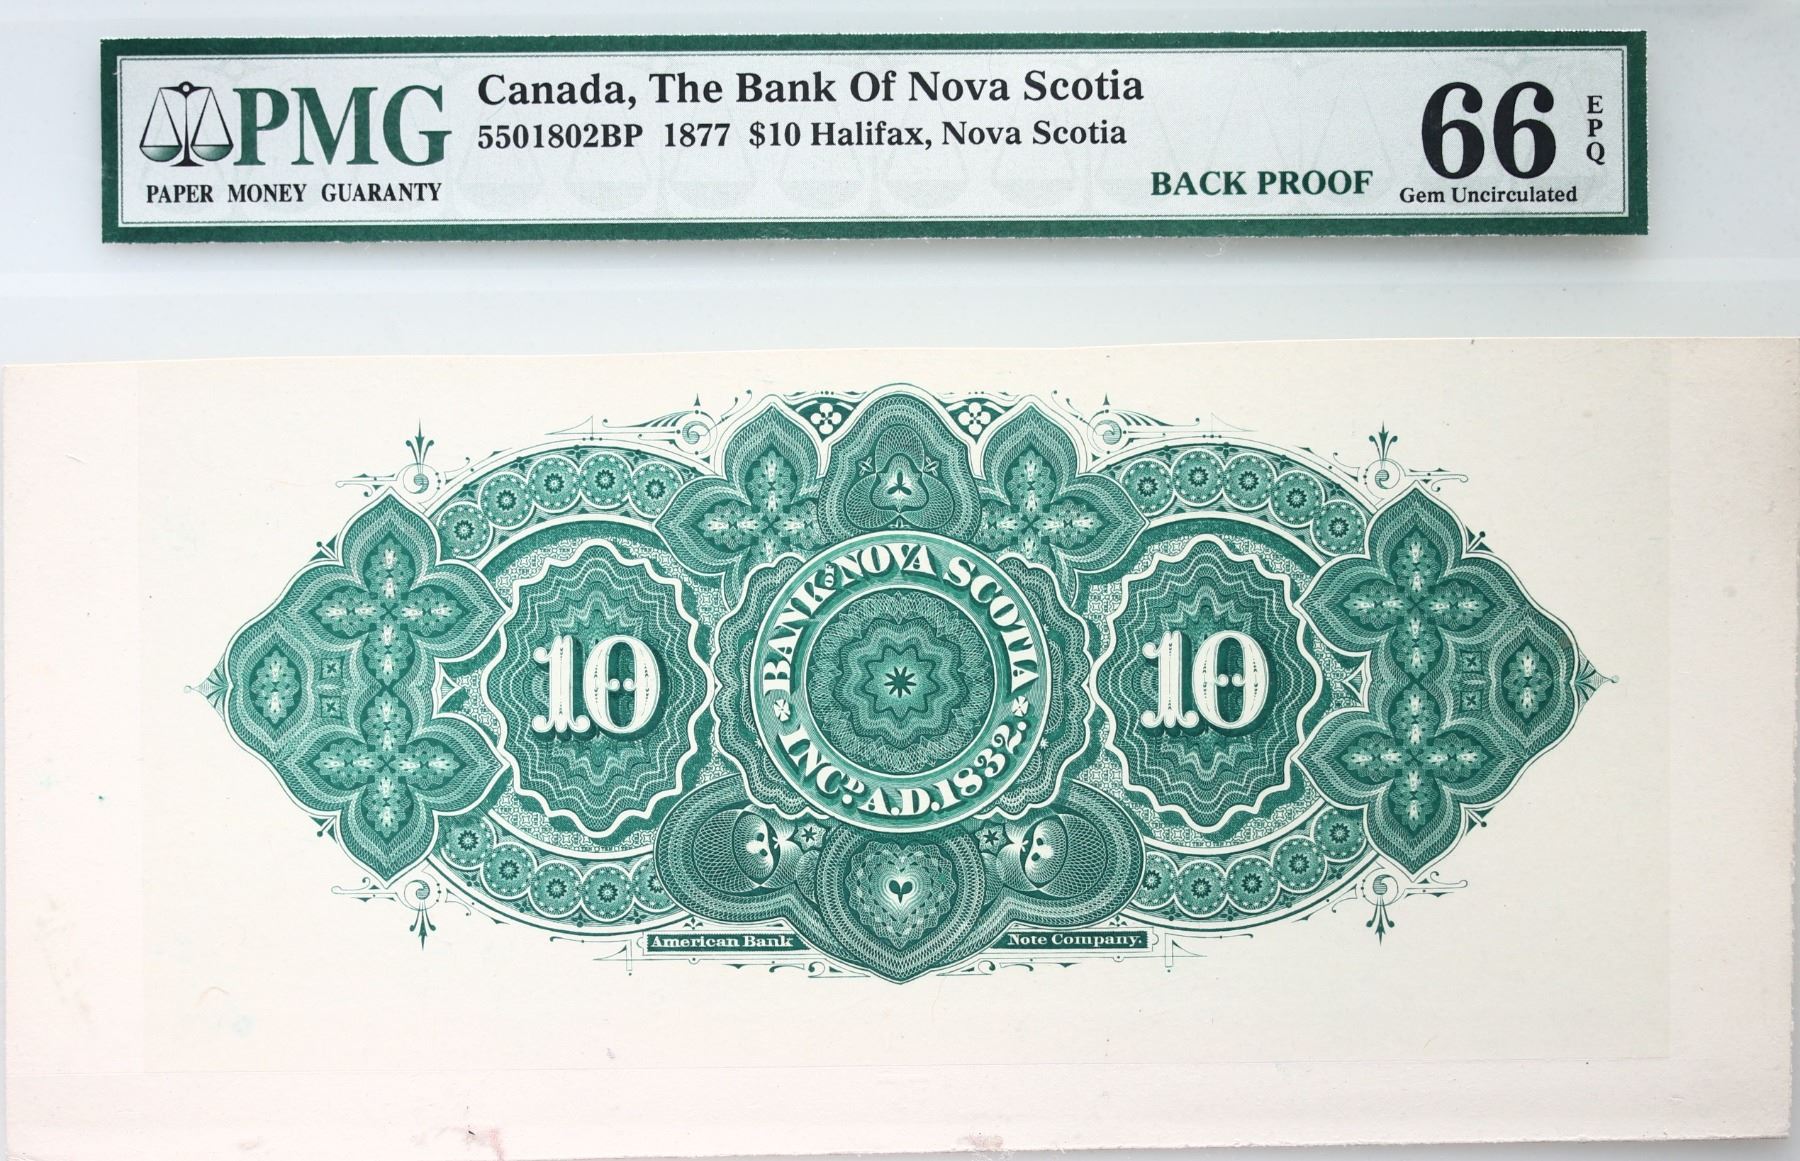 PMG
PAPER MONEY GUARANTY
Canada, The Bank Of Nova Scotia
5501802BP 1877 $10 Halifax, Nova Scotia
BACK PROOF
66
EPQ
Gem Uncirculated
BANK OF NOVA SCOTIA
INCD. A.D. 1832.
10
10
American Bank
Note Company.